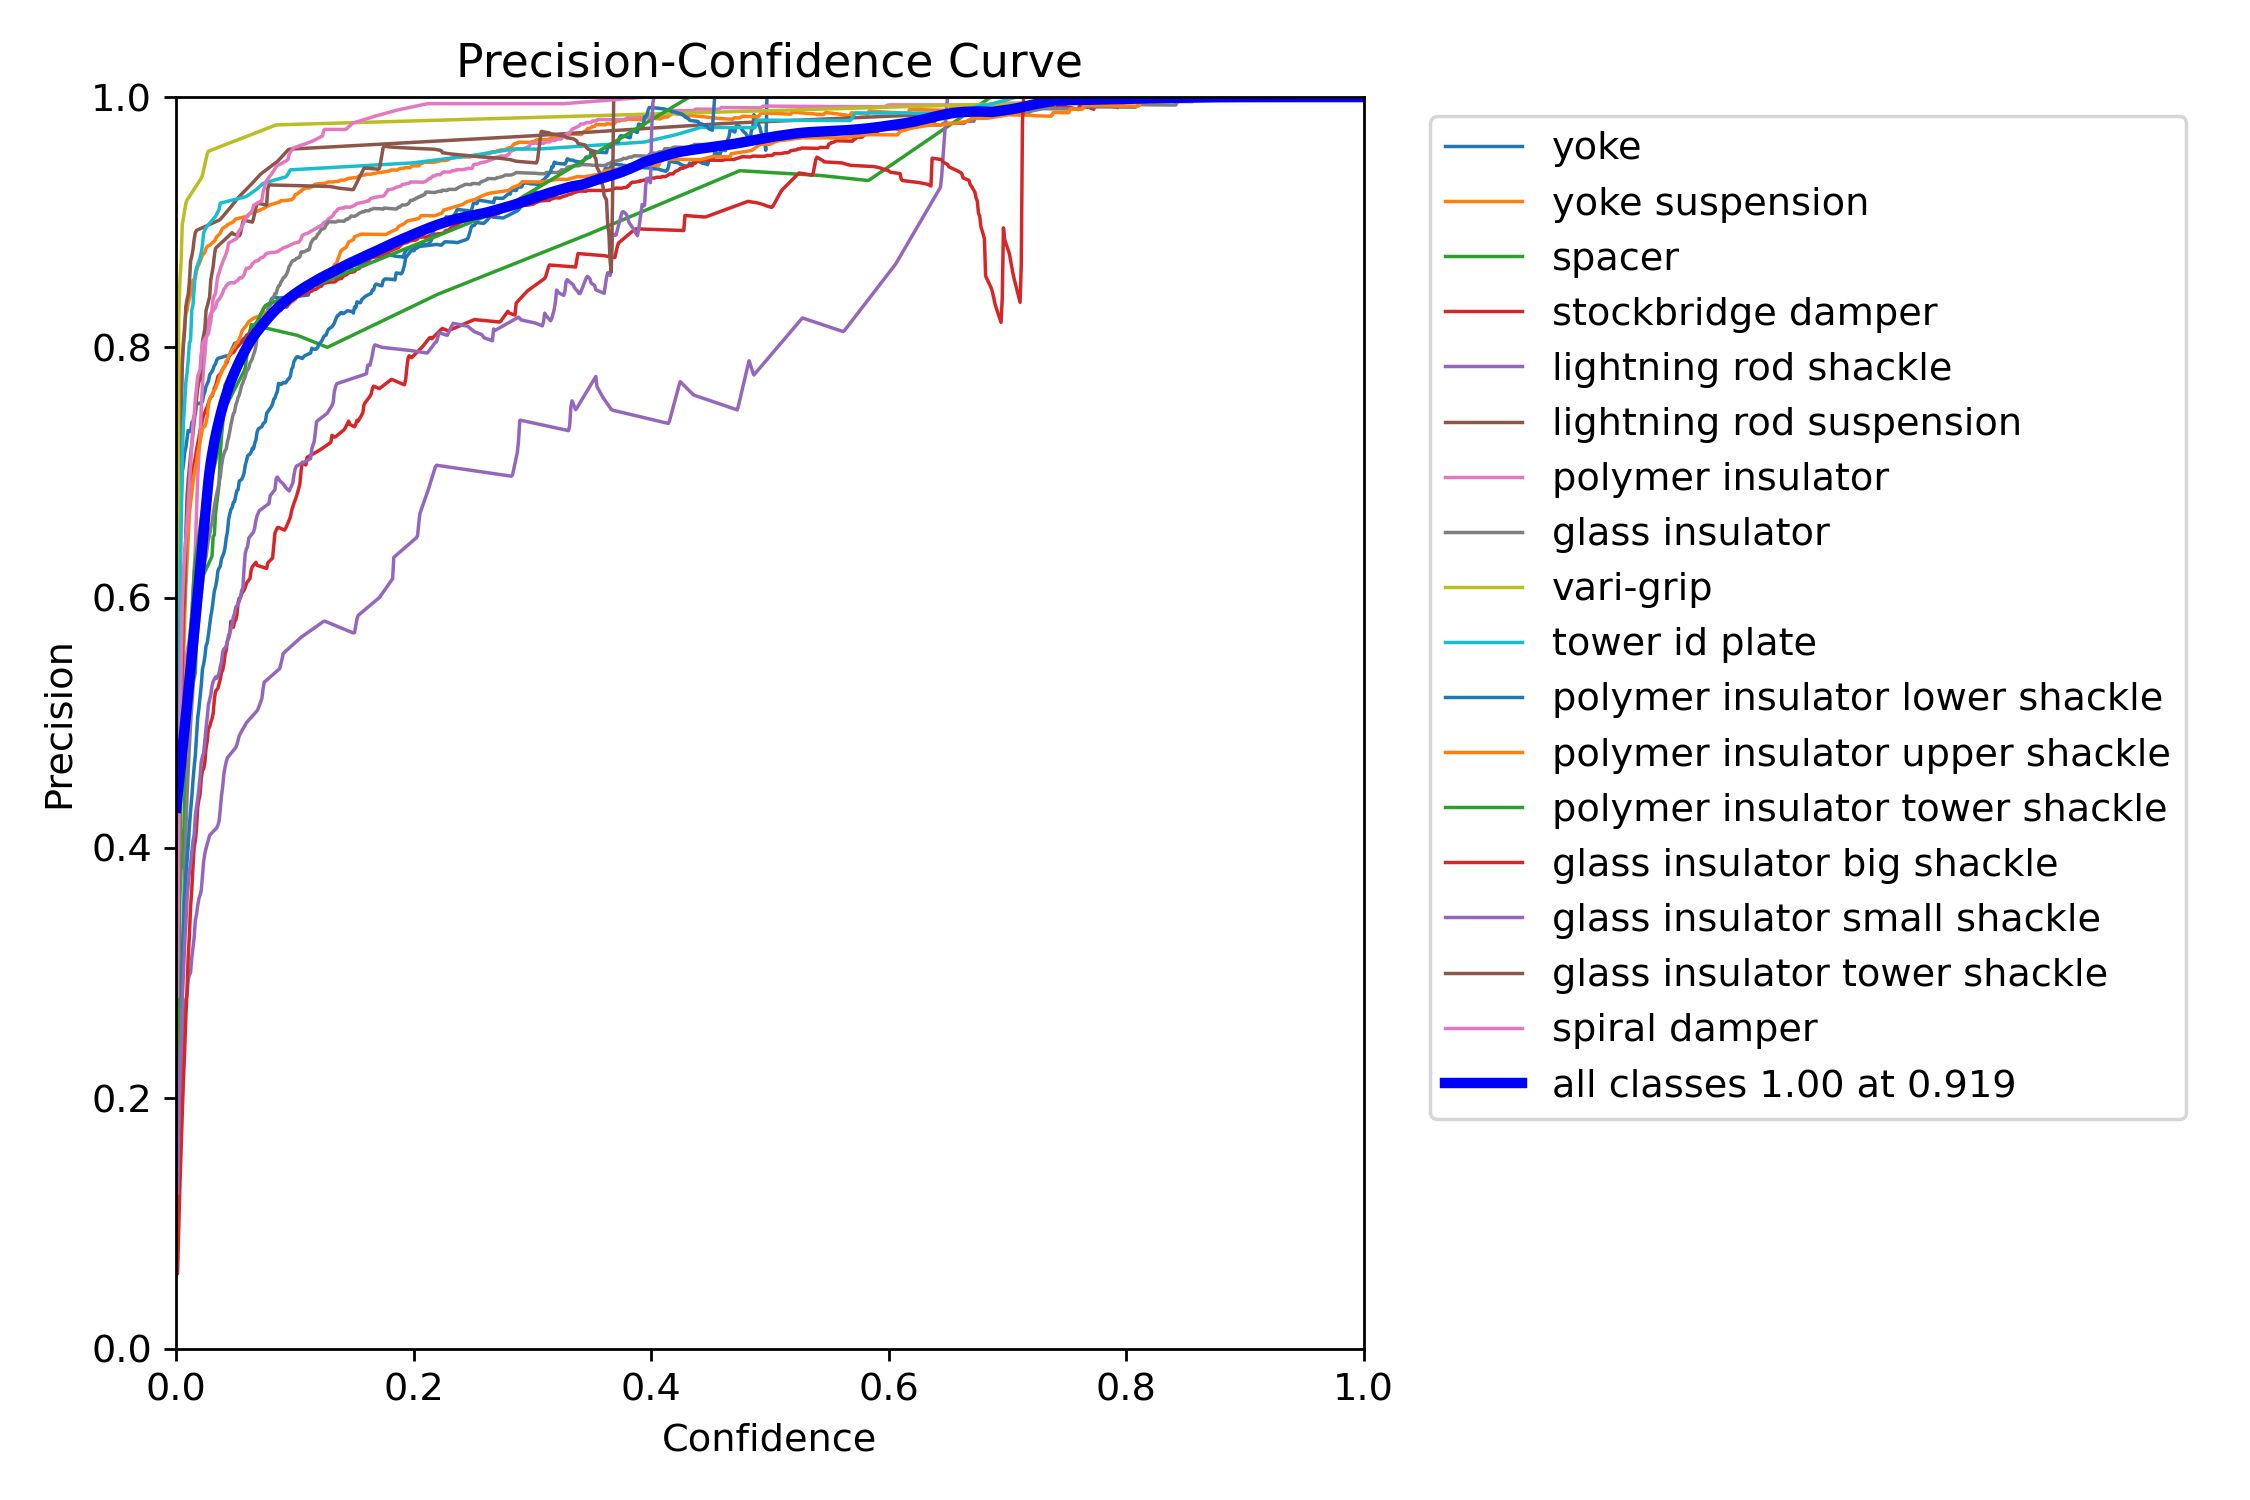 Precision-Confidence Curve
1.0
0.8
0.6
0.4
0.2
0.0
Precision
0.0 0.2 0.4 0.6 0.8 1.0
Confidence
yoke
yoke suspension
spacer
stockbridge damper
lightning rod shackle
lightning rod suspension
polymer insulator
glass insulator
vari-grip
tower id plate
polymer insulator lower shackle
polymer insulator upper shackle
polymer insulator tower shackle
glass insulator big shackle
glass insulator small shackle
glass insulator tower shackle
spiral damper
all classes 1.00 at 0.919